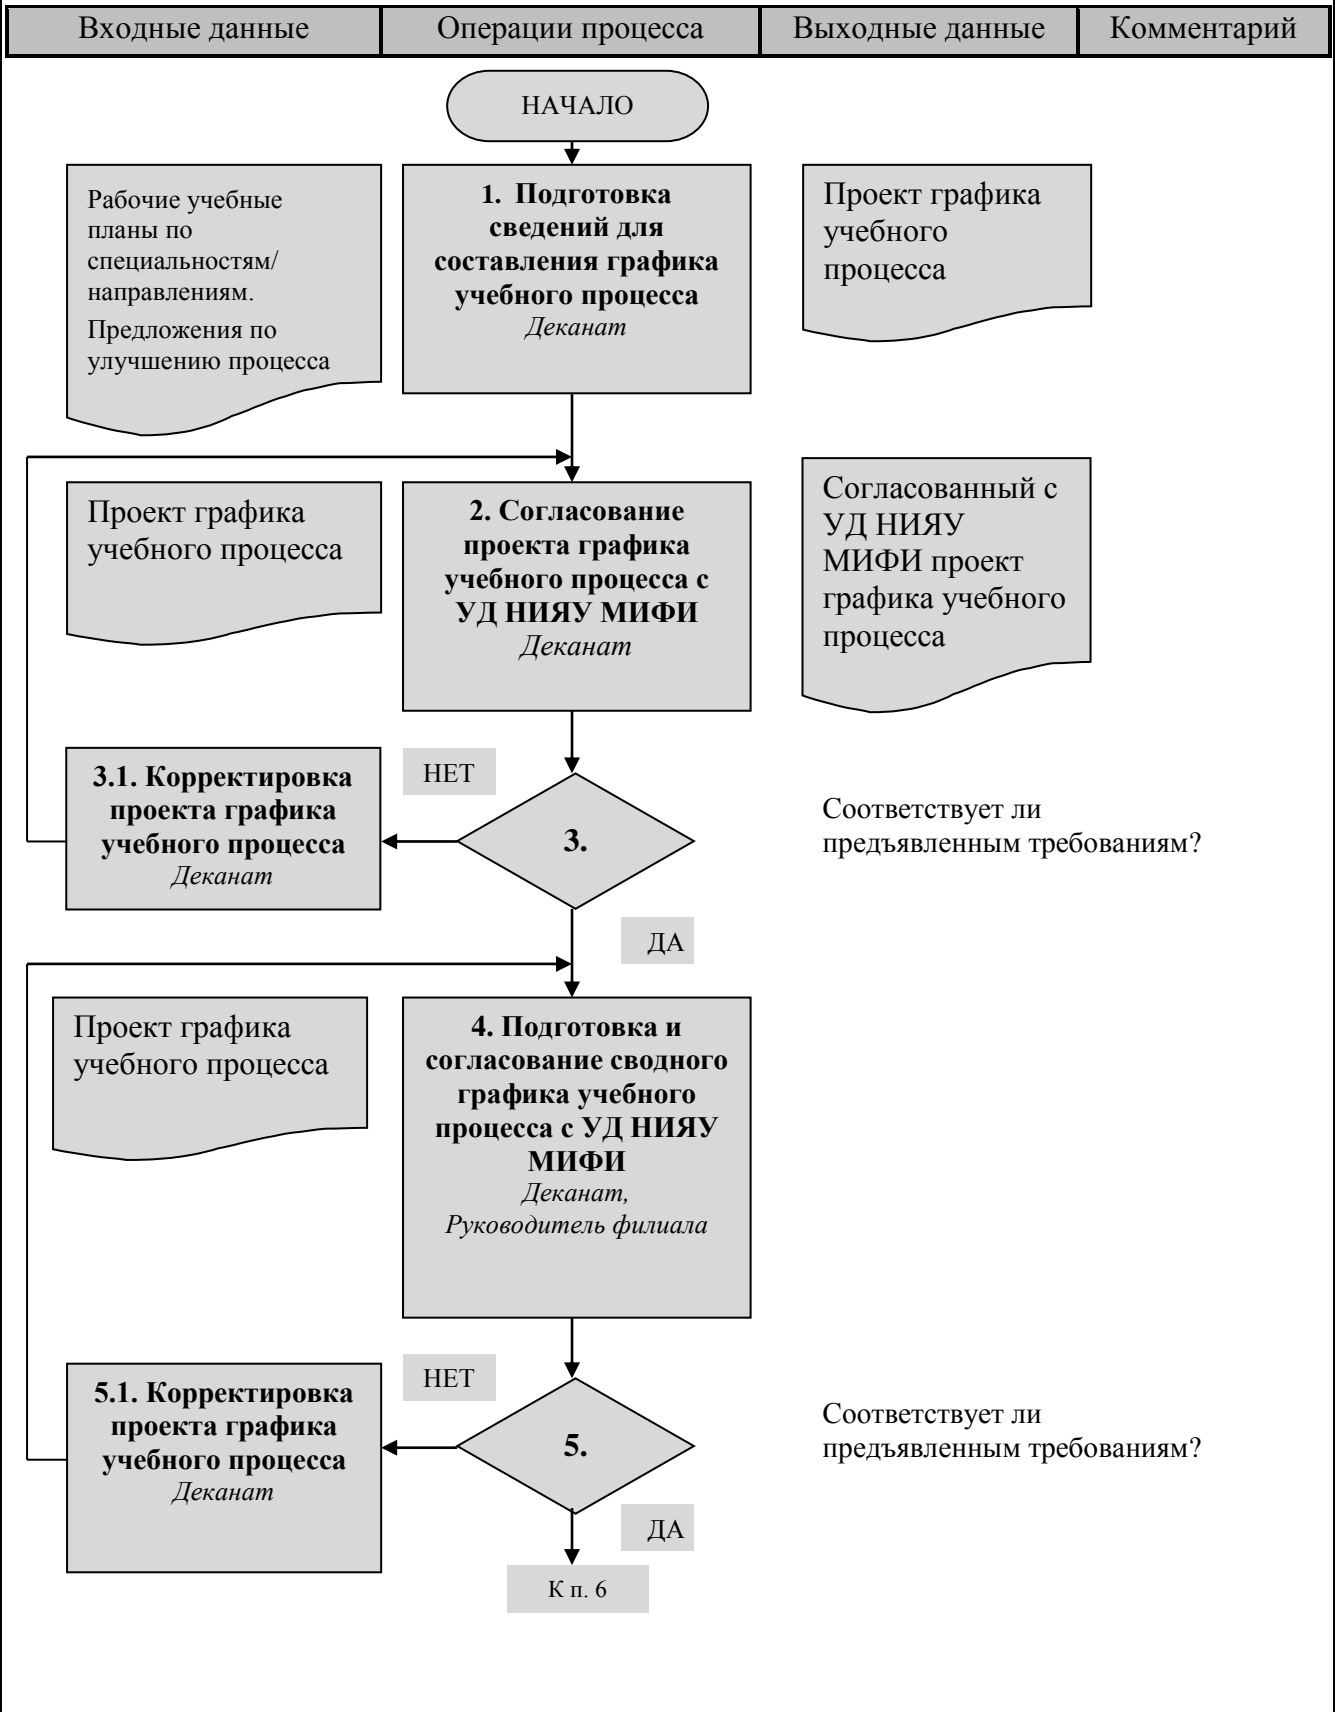 Входные данные
Операции процесса
Выходные данные
Комментарий
НАЧАЛО
Рабочие учебные
планы по
специальностям/
направлениям.
Предложения по
улучшению процесса
1. Подготовка
сведений для
составления графика
учебного процесса
Деканат
Проект графика
учебного
процесса
Проект графика
учебного процесса
2. Согласование
проекта графика
учебного процесса с
УД НИЯУ МИФИ
Деканат
Согласованный с
УД НИЯУ
МИФИ проект
графика учебного
процесса
3.1. Корректировка
проекта графика
учебного процесса
Деканат
НЕТ
3.
Соответствует ли
предъявленным требованиям?
ДА
Проект графика
учебного процесса
4. Подготовка и
согласование сводного
графика учебного
процесса с УД НИЯУ
МИФИ
Деканат,
Руководитель филиала
5.1. Корректировка
проекта графика
учебного процесса
Деканат
НЕТ
5.
Соответствует ли
предъявленным требованиям?
ДА
К п. 6